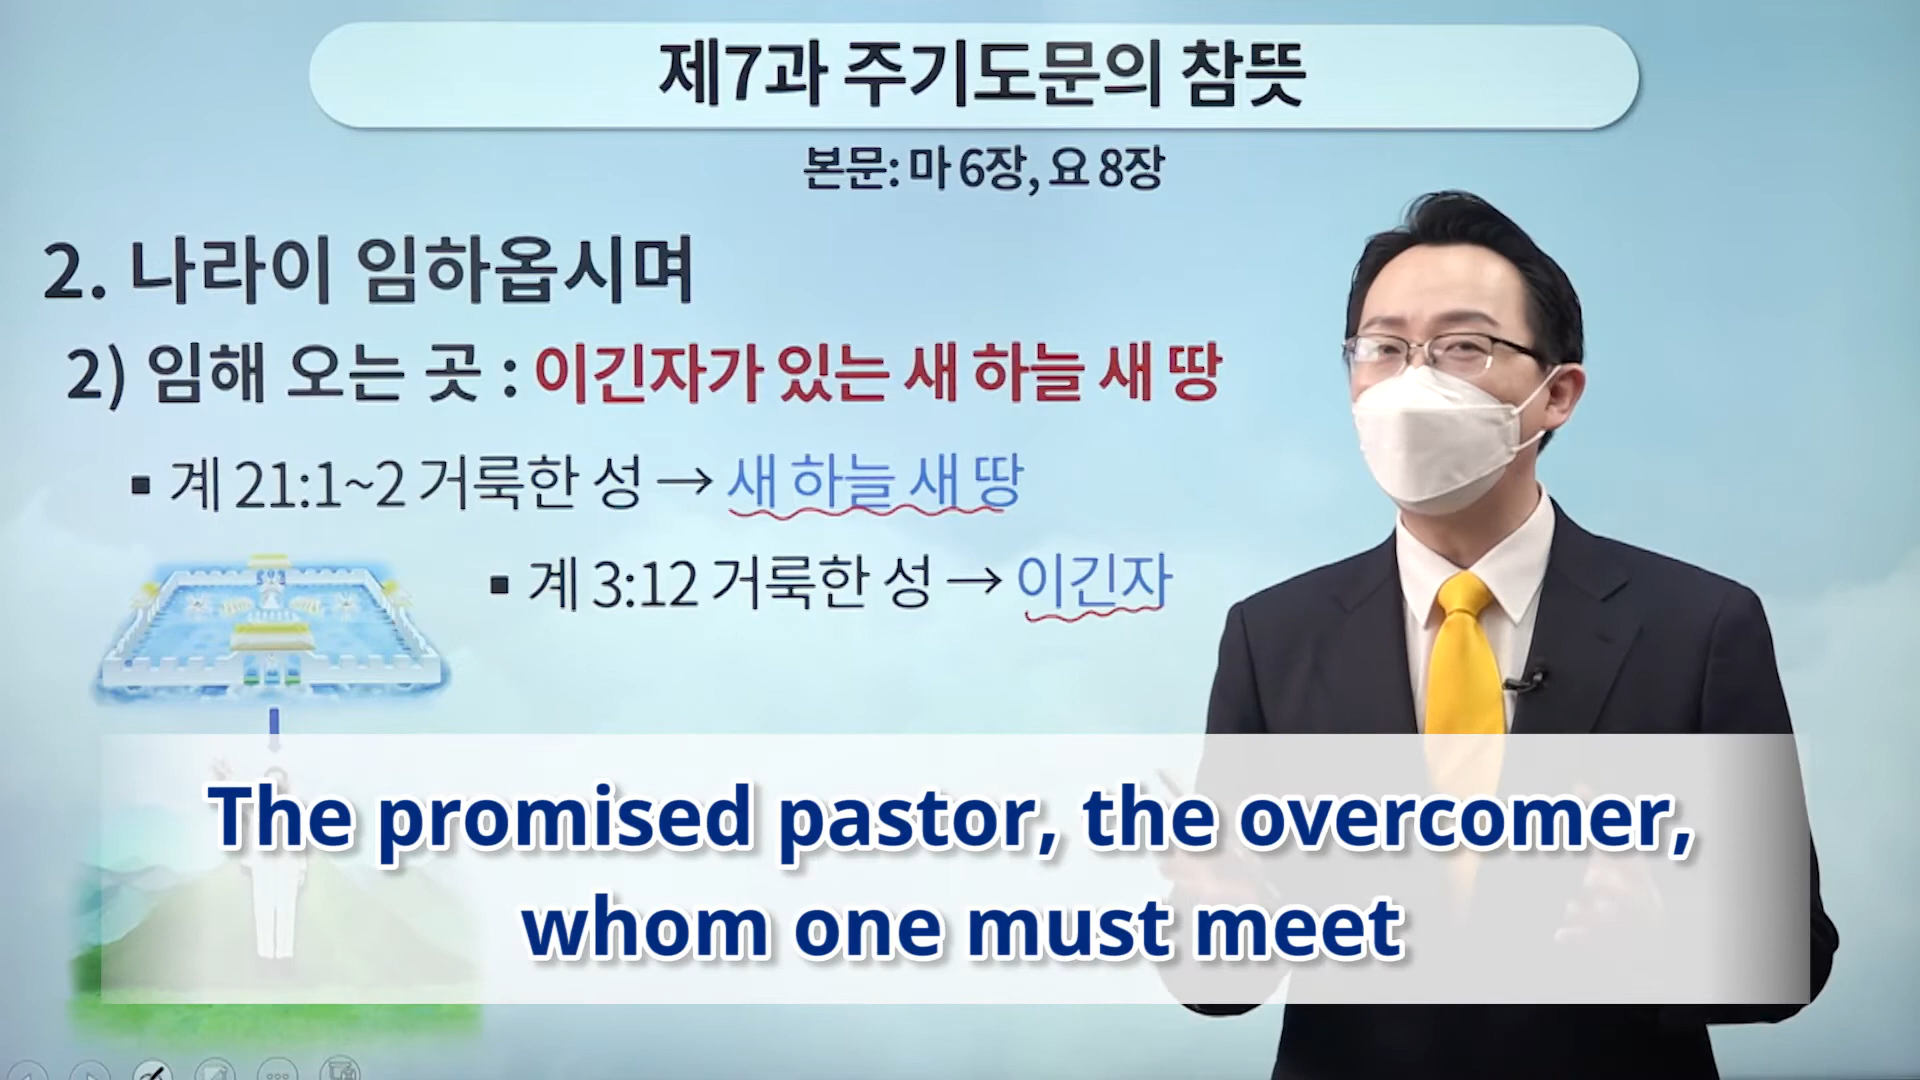 제7과 주기도문의 참뜻
본문: 마 6장, 요 8장
2. 나라이 임하옵시며
2) 임해 오는 곳 : 이긴자가 있는 새 하늘 새 땅
▪ 계 21:1~2 거룩한 성 → 새 하늘 새 땅
▪ 계 3:12 거룩한 성 → 이긴자
The promised pastor, the overcomer,
whom one must meet